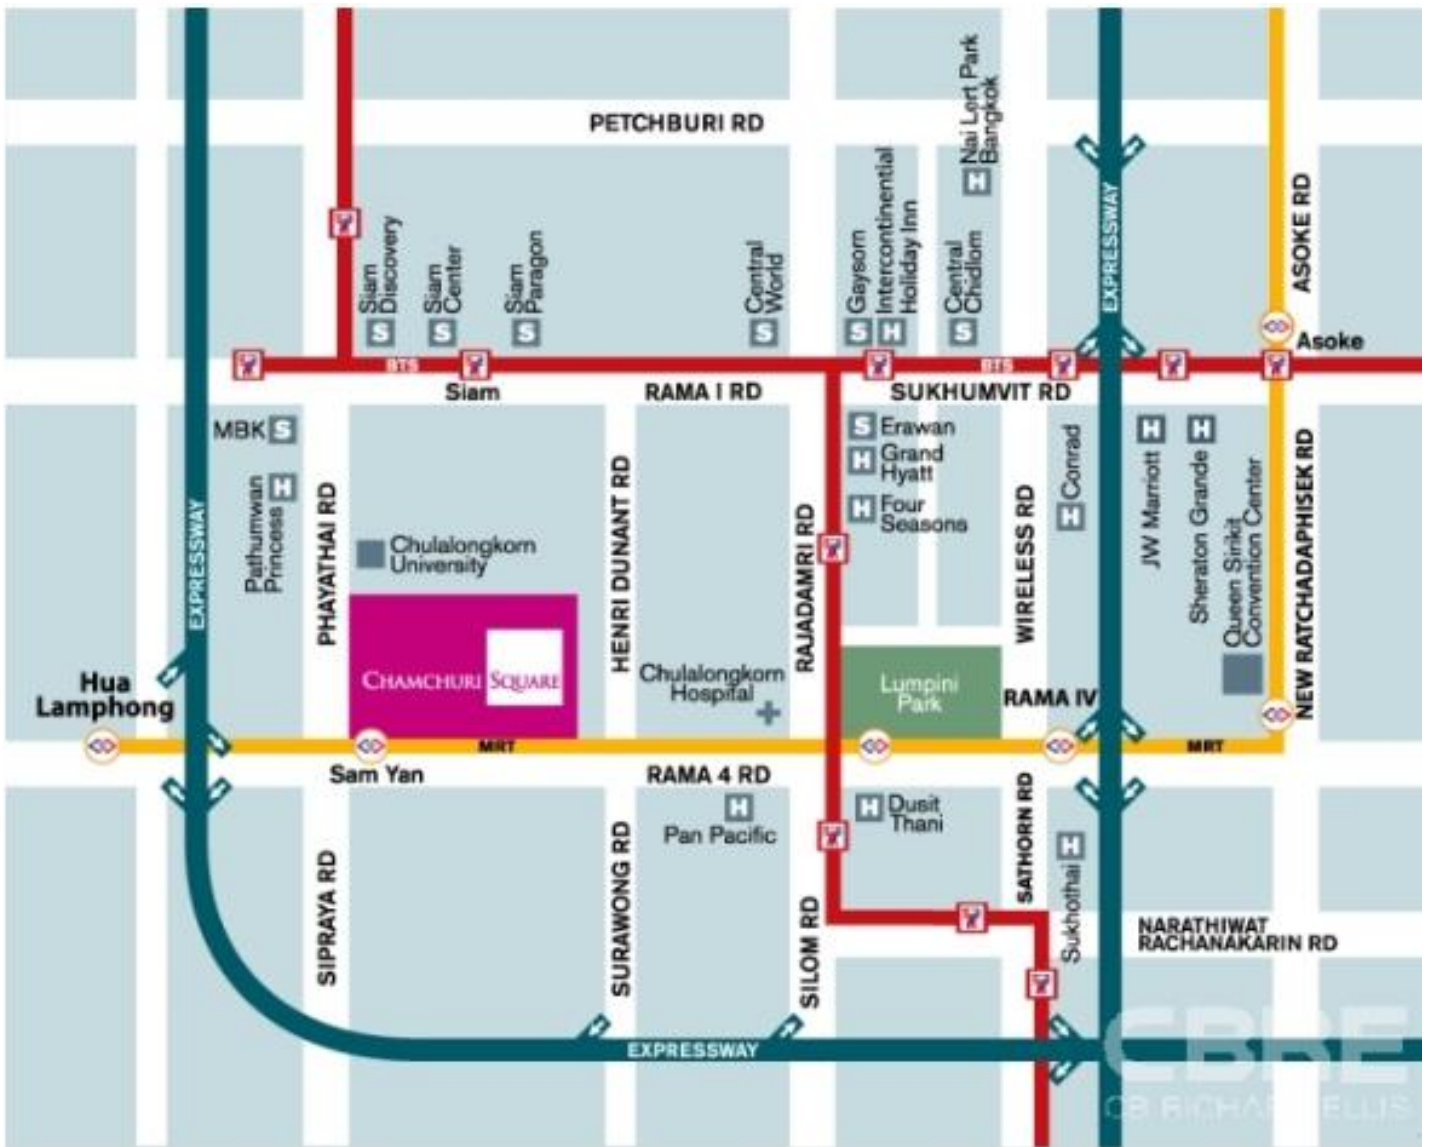 PETCHBURI RD
Nai Lert Park
Bangkok
H
EXPRESSWAY
ASOKE RD
Siam
Discovery
S
Siam
Center
S
Siam
Paragon
S
Central
World
S
Gaysorn
S
Intercontinental
Holiday Inn
H
Central
Chidlom
S
Asoke
BTS
BTS
Siam
RAMA I RD
SUKHUMVIT RD
MBK S
H
Pathumwan
Princess
EXPRESSWAY
PHAYATHAI RD
Chulalongkorn
University
HENRI DUNANT RD
RAJADAMRI RD
S Erawan
H Grand
Hyatt
H Four
Seasons
WIRELESS RD
Conrad
H
H
JW Marriott
H
Sheraton Grande
Queen Sirikit
Convention Center
NEW RATCHADAPHISEK RD
Hua
Lamphong
CHAMCHURI SQUARE
Chulalongkorn
Hospital
Lumpini
Park
RAMA IV
MRT
MRT
Sam Yan
RAMA 4 RD
H
Pan Pacific
H Dusit
Thani
SATHORN RD
H
Sukhothai
SIPRAYA RD
SURAWONG RD
SILOM RD
NARATHIWAT
RACHANAKARIN RD
EXPRESSWAY
CBRE
CB RICHARD ELLIS